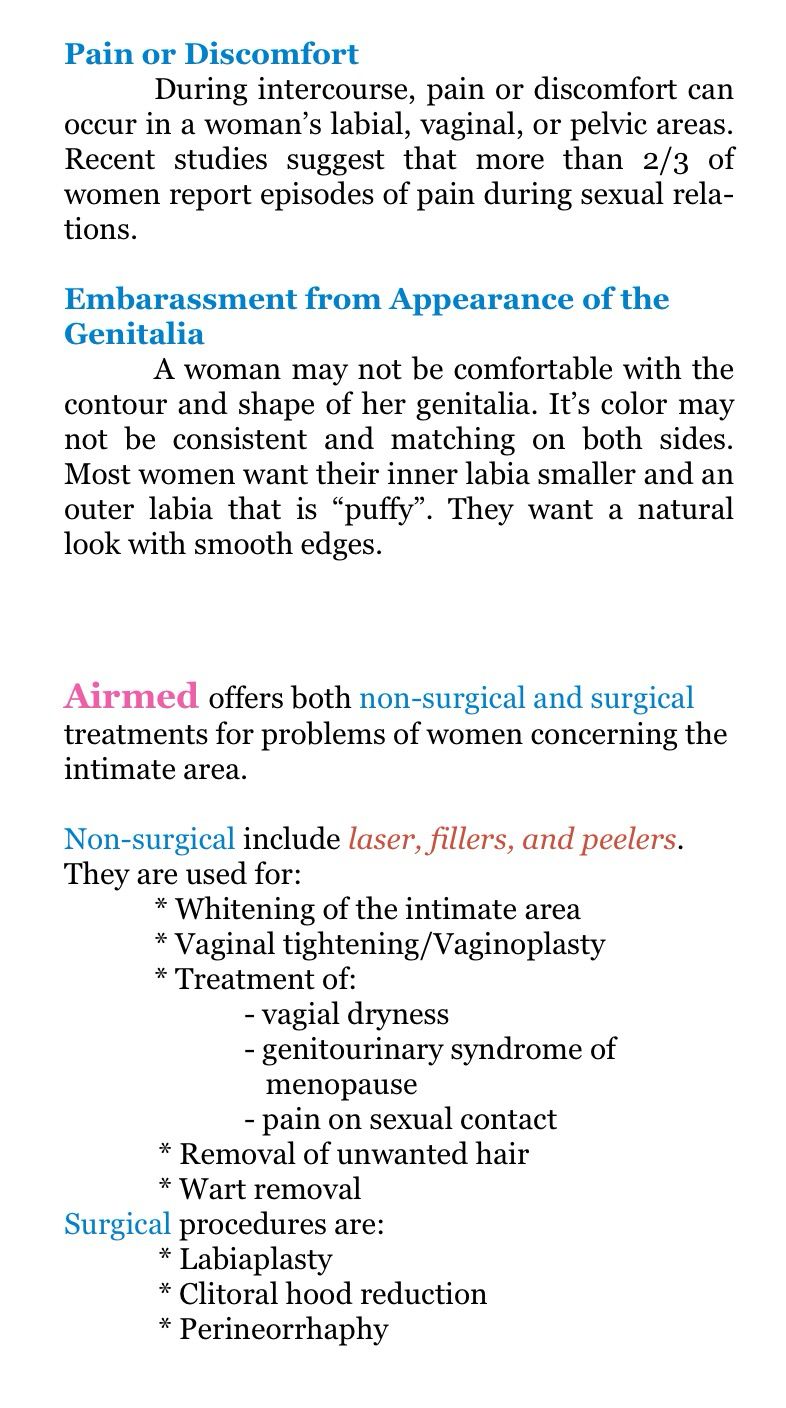 Pain or Discomfort
During intercourse, pain or discomfort can
occur in a woman’s labial, vaginal, or pelvic areas.
Recent studies suggest that more than 2/3 of
women report episodes of pain during sexual rela-
tions.
Embarassment from Appearance of the
Genitalia
A woman may not be comfortable with the
contour and shape of her genitalia. It’s color may
not be consistent and matching on both sides.
Most women want their inner labia smaller and an
outer labia that is “puffy”. They want a natural
look with smooth edges.
Airmed offers both non-surgical and surgical
treatments for problems of women concerning the
intimate area.
Non-surgical include laser, fillers, and peelers.
They are used for:
* Whitening of the intimate area
* Vaginal tightening/Vaginoplasty
* Treatment of:
- vagial dryness
- genitourinary syndrome of
menopause
- pain on sexual contact
* Removal of unwanted hair
* Wart removal
Surgical procedures are:
* Labiaplasty
* Clitoral hood reduction
* Perineorrhaphy